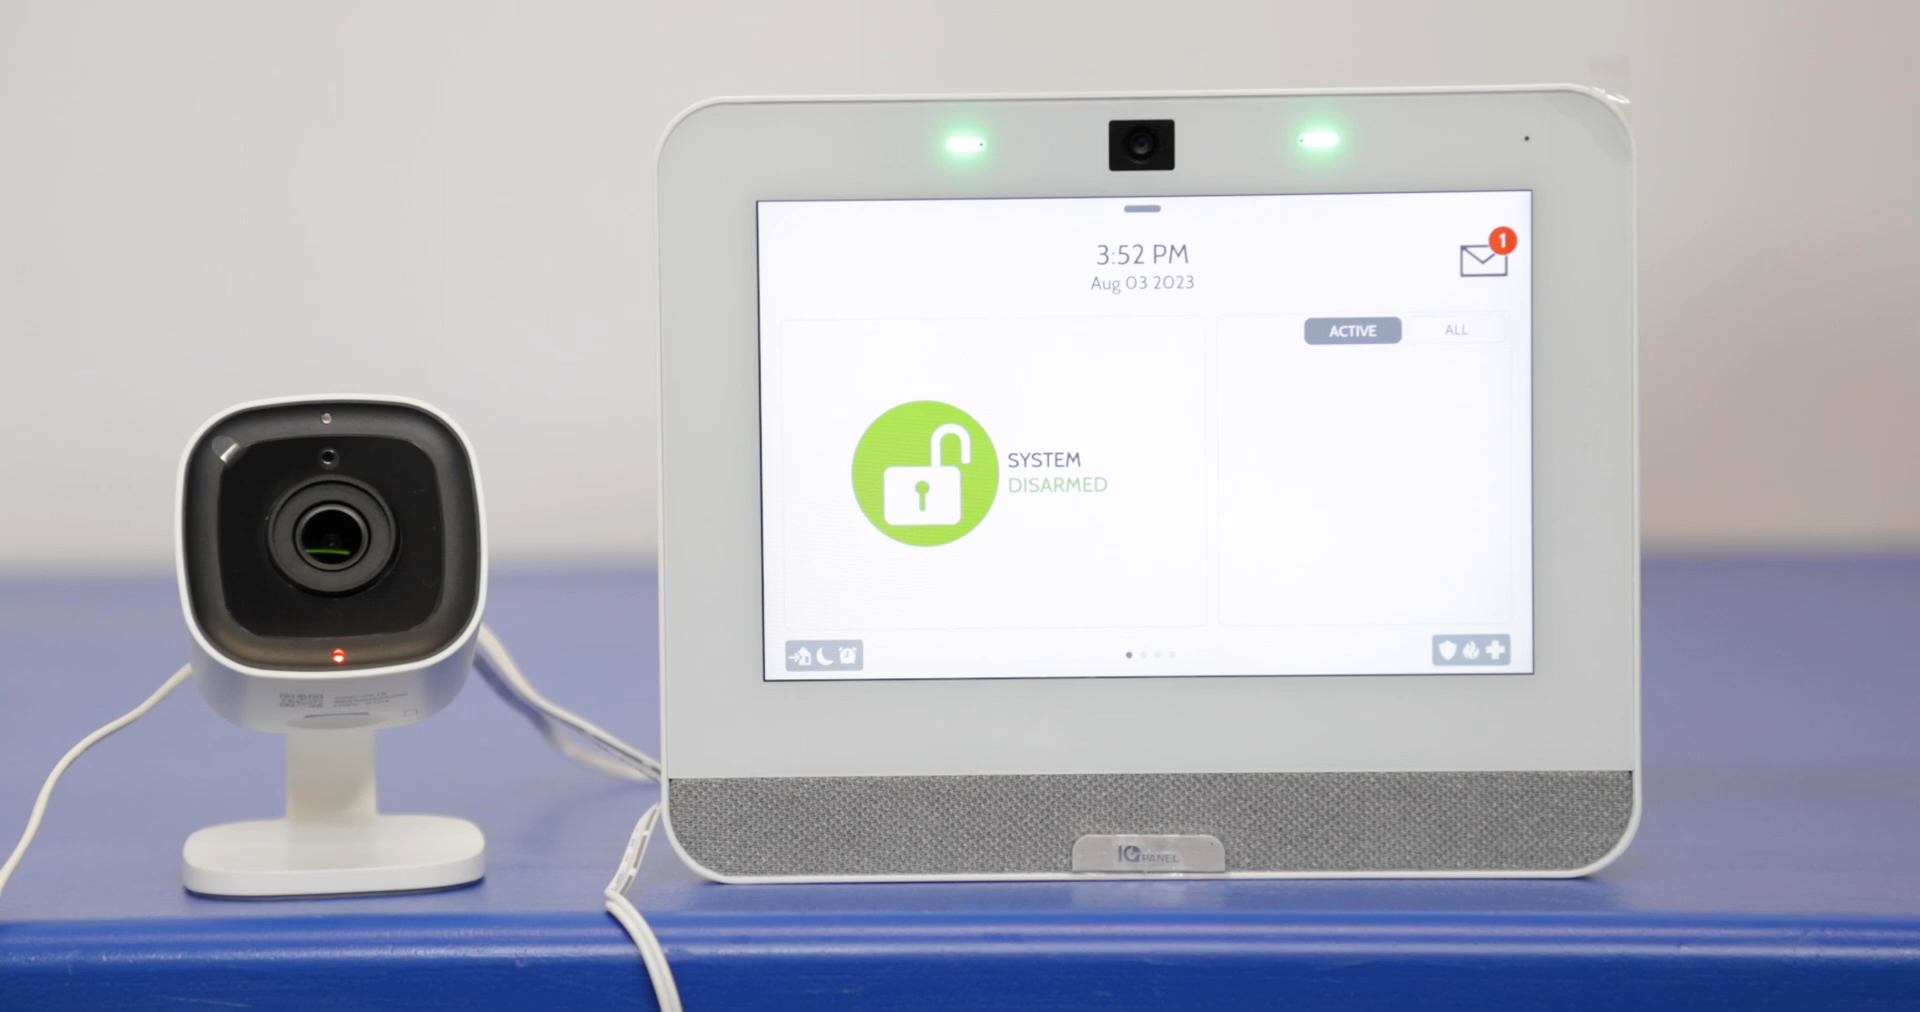 3:52 PM
Aug 03 2023
1
ACTIVE
ALL
SYSTEM
DISARMED
IQ PANEL